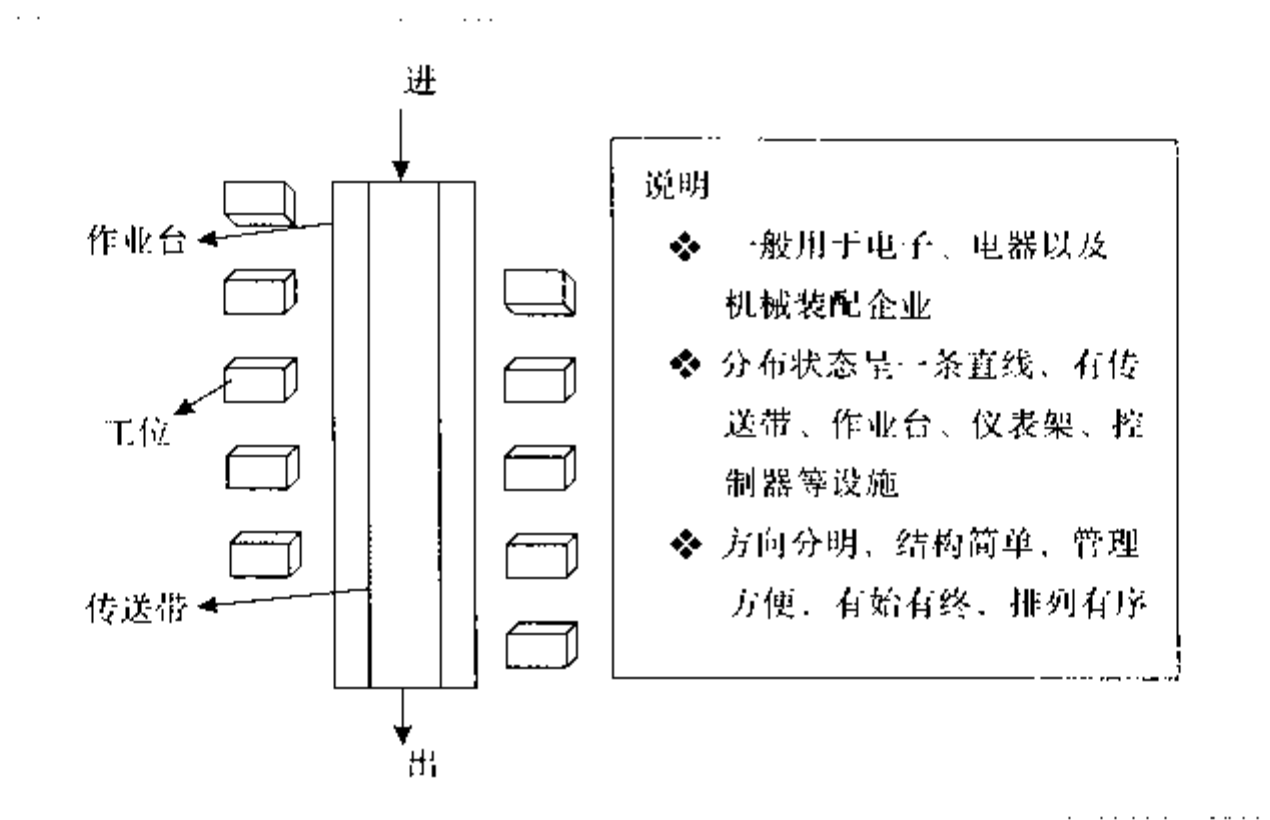 进
作业台
工位
传送带
出
说明
❖ 一般用于电子、电器以及
机械装配企业
❖ 分布状态呈一条直线、有传
送带、作业台、仪表架、控
制器等设施
❖ 方向分明、结构简单、管理
方便、有始有终、排列有序